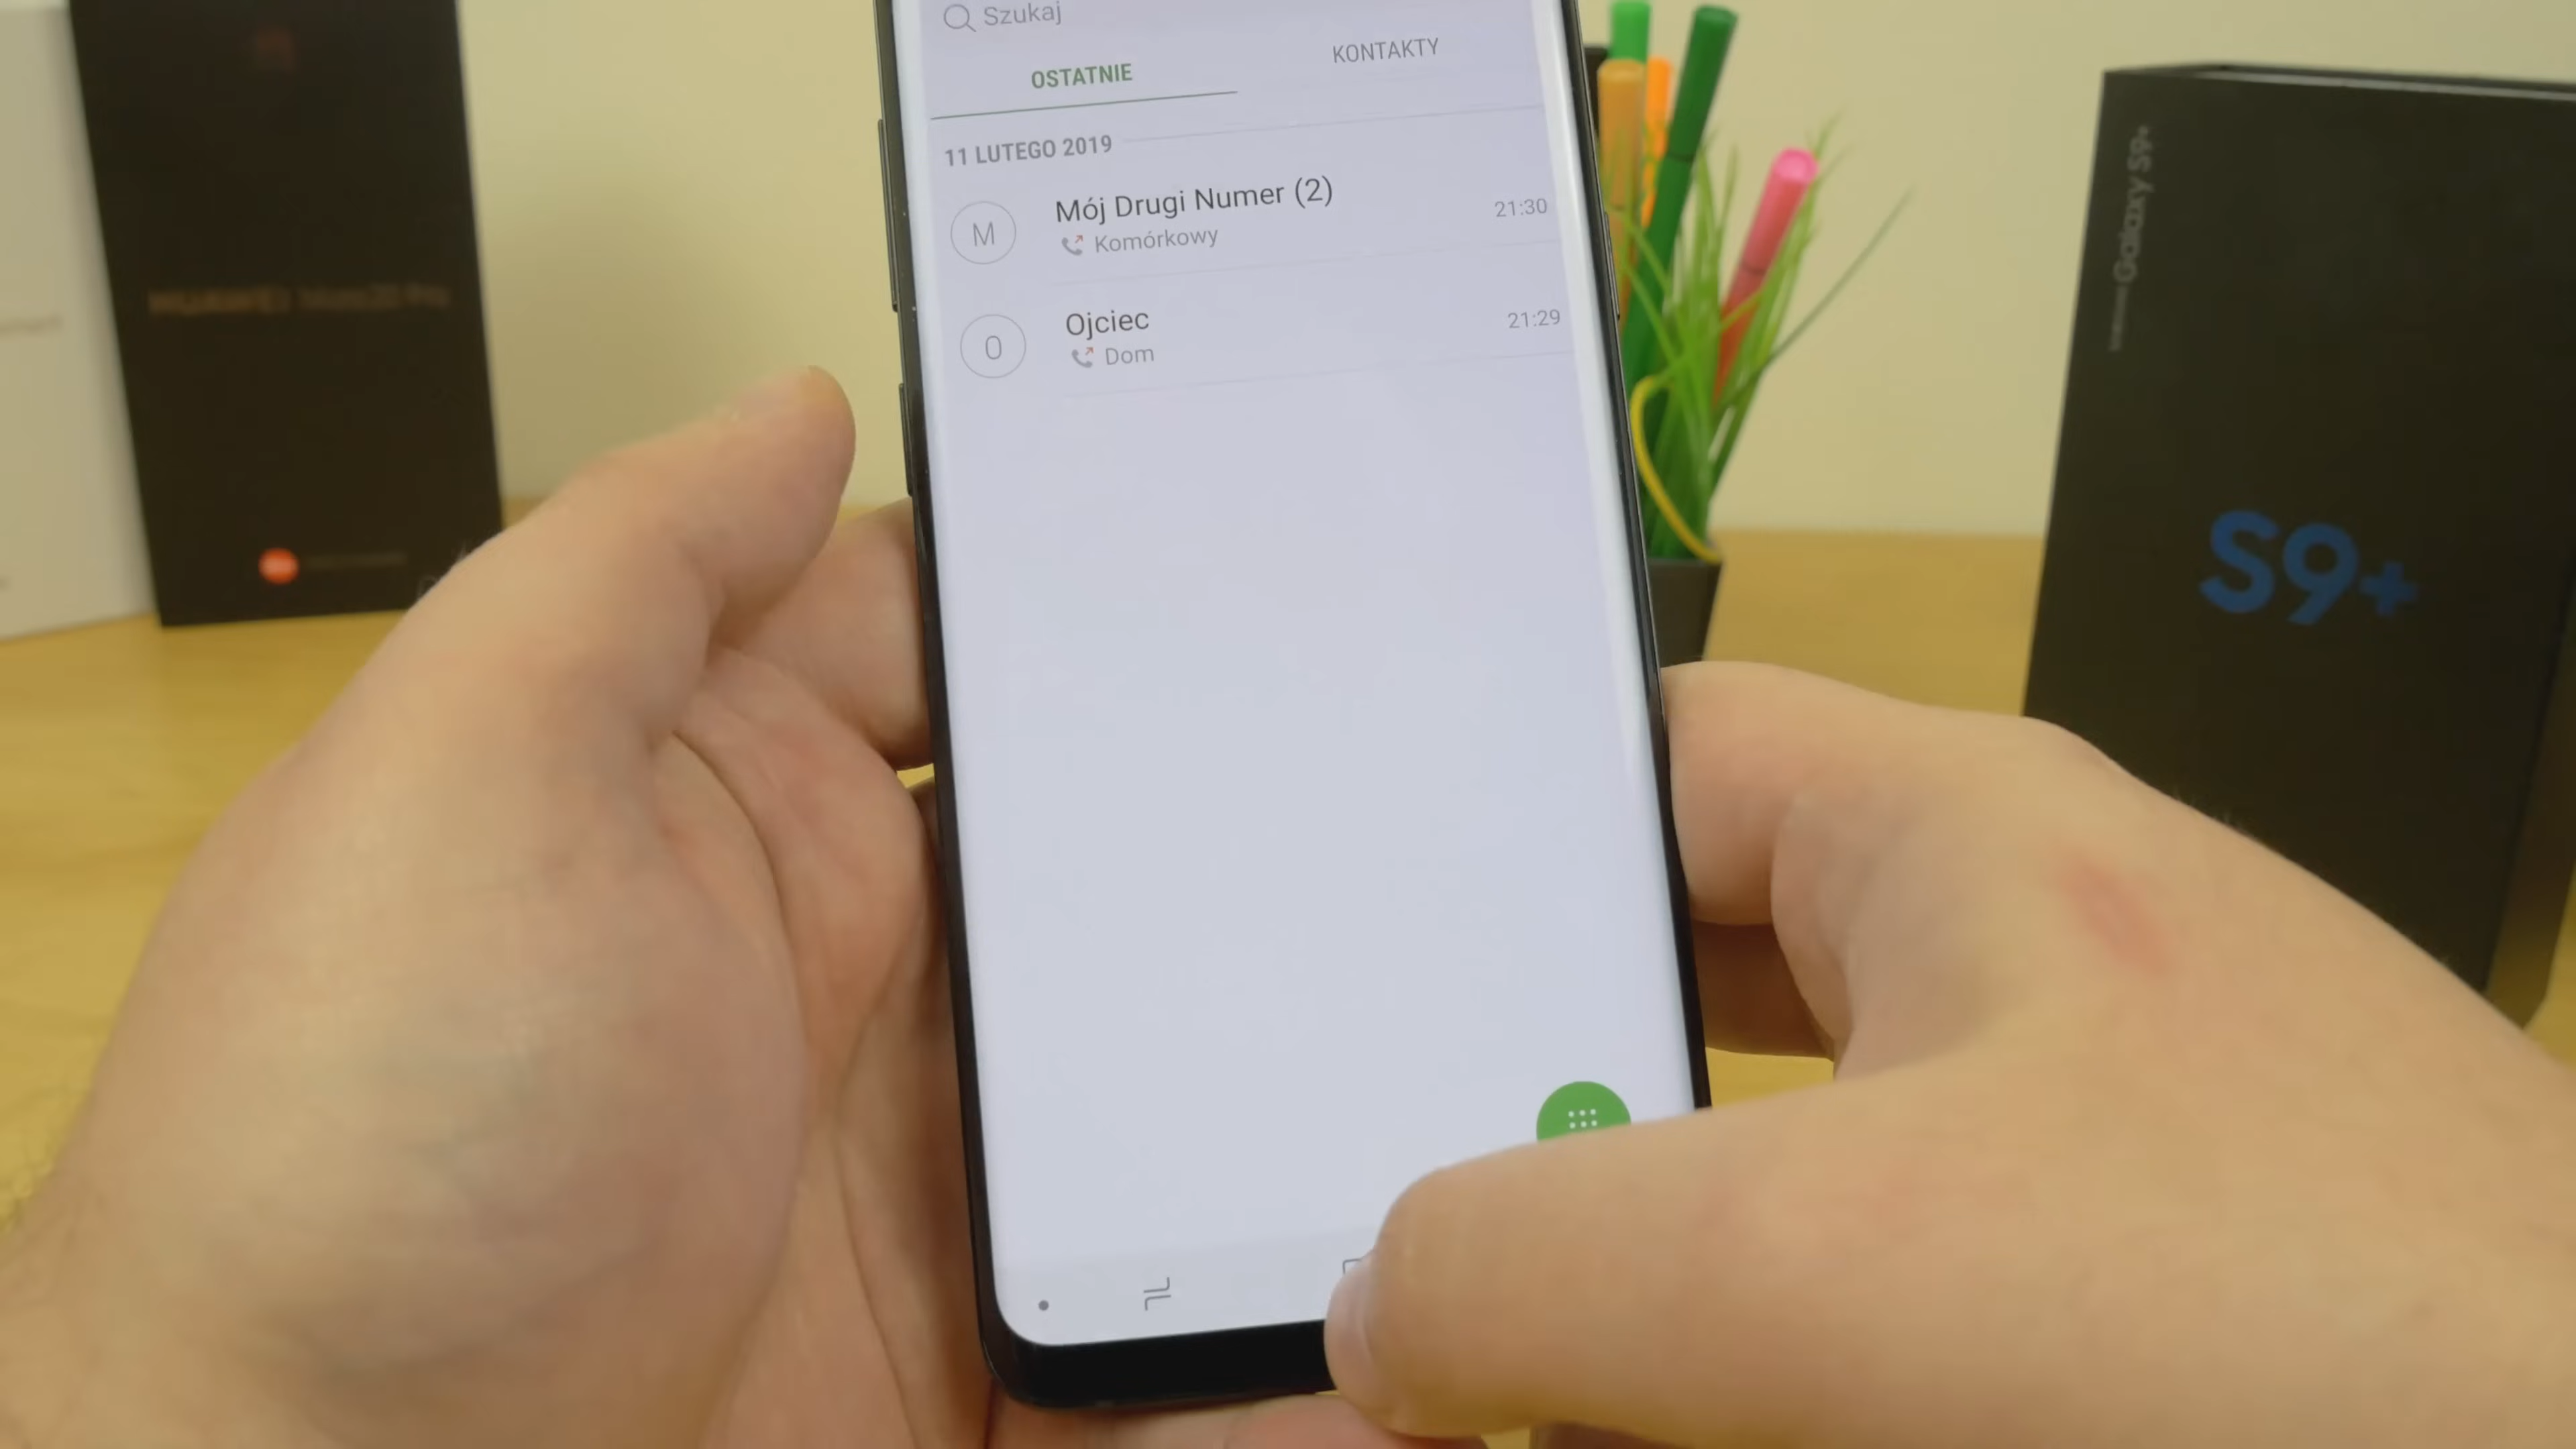 Szukaj
OSTATNIE
KONTAKTY
11 LUTEGO 2019
M
Mój Drugi Numer (2)
21:30
Komórkowy
O
Ojciec
21:29
Dom
Galaxy S9+
S9+